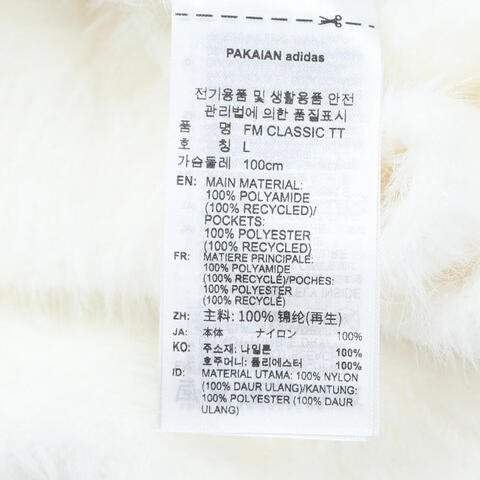 PAKAIAN adidas
전기용품 및 생활용품 안전
관리법에 의한 품질표시
품 명 FM CLASSIC TT
호 칭 L
가슴둘레 100cm
EN: MAIN MATERIAL:
100% POLYAMIDE
(100% RECYCLED)/
POCKETS:
100% POLYESTER
(100% RECYCLED)
FR: MATIERE PRINCIPALE:
100% POLYAMIDE
(100% RECYCLÉ)/POCHES:
100% POLYESTER
(100% RECYCLÉ)
ZH: 主料: 100% 锦纶(再生)
JA: 本体 ナイロン 100%
KO: 주소재: 나일론 100%
호주머니: 폴리에스터 100%
ID: MATERIAL UTAMA: 100% NYLON
(100% DAUR ULANG)/KANTUNG:
100% POLYESTER (100% DAUR
ULANG)